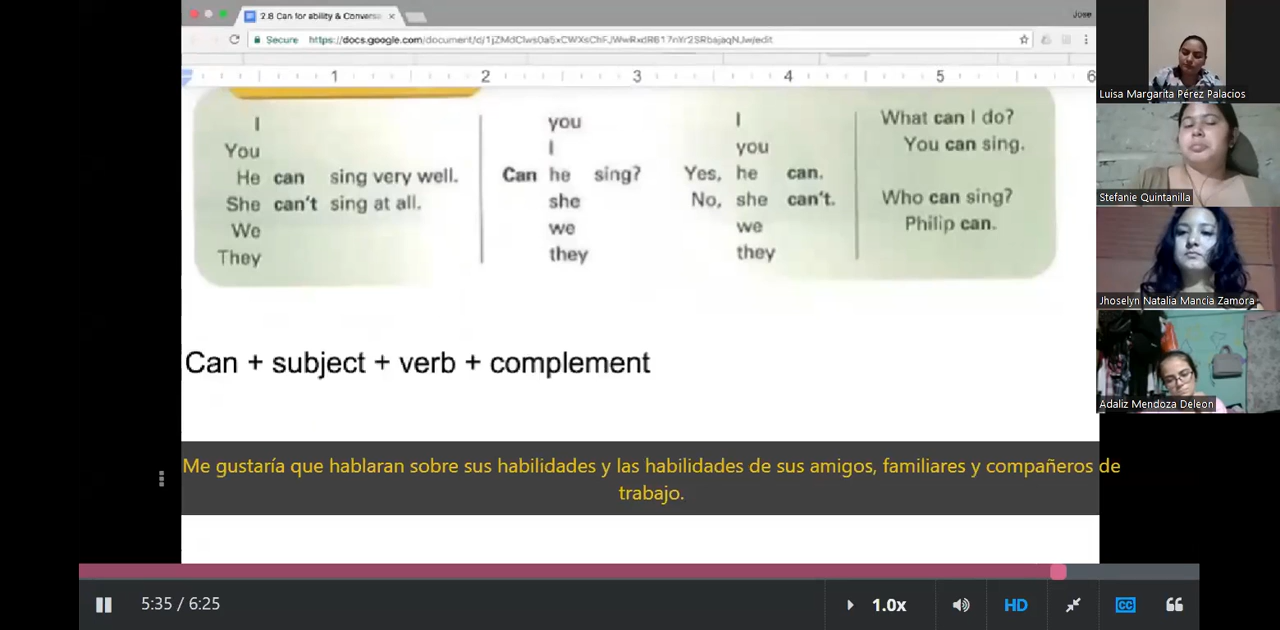 2.8 Can for ability & Conversa
Jose
Secure
1 2 3 4 5 6
I
You
He can sing very well.
She can't sing at all.
We
They
you
I
Can he sing?
she
we
they
I
you
Yes, he can.
No, she can't.
we
they
What can I do?
You can sing.
Who can sing?
Philip can.
Can + subject + verb + complement
Me gustaría que hablaran sobre sus habilidades y las habilidades de sus amigos, familiares y compañeros de
trabajo.
5:35 / 6:25
1.0x
HD
CC
Luisa Margarita Pérez Palacios
Stefanie Quintanilla
Jhoselyn Natalia Mancia Zamora
Adaliz Mendoza Deleon